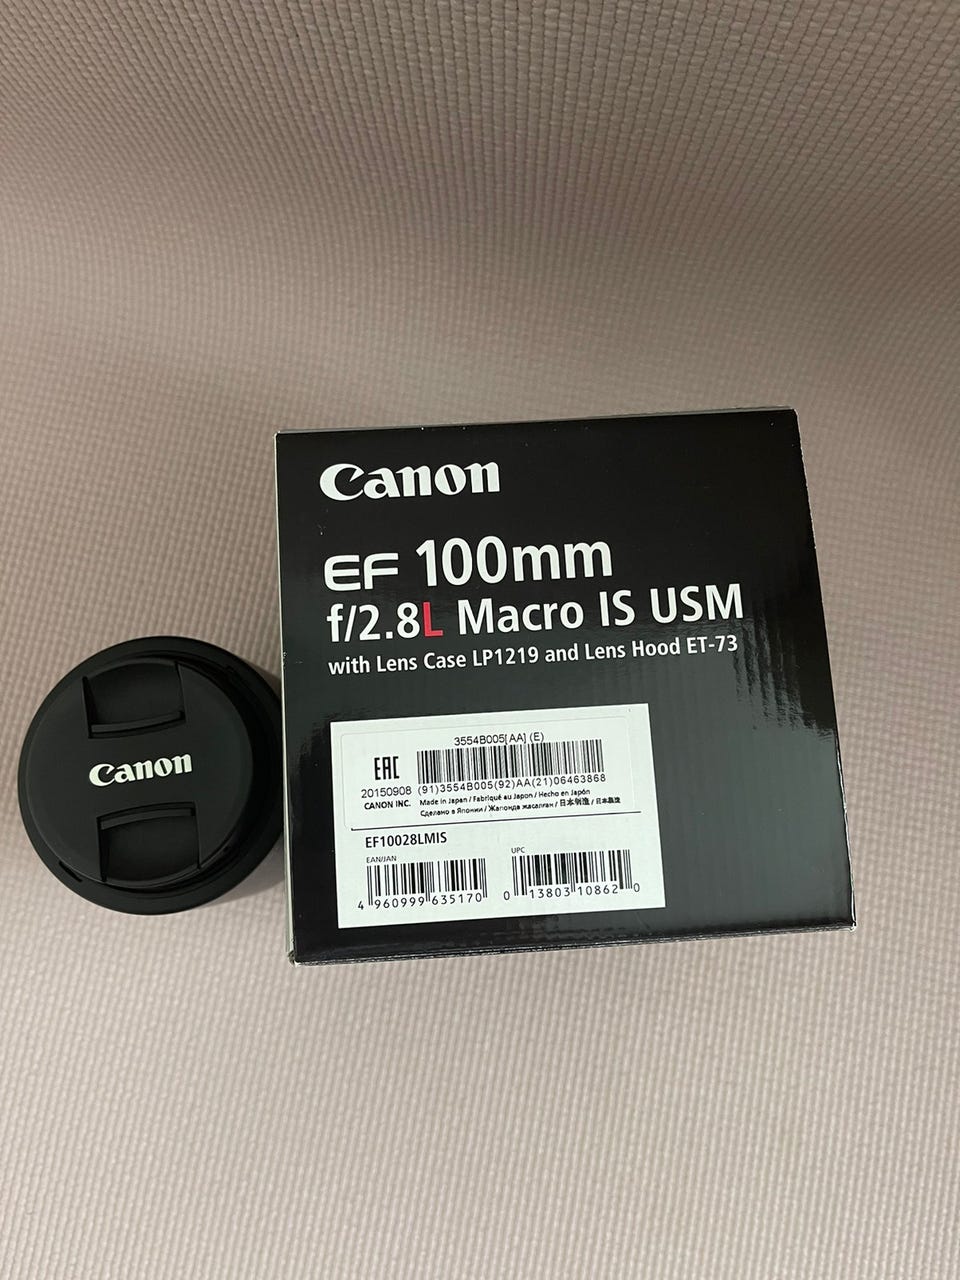 Canon
EF 100mm
f/2.8L Macro IS USM
with Lens Case LP1219 and Lens Hood ET-73
3554B005[AA] (E)
EAC
20150908 (91)3554B005(92)AA(21)06463868
CANON INC. Made in Japan / Fabriqué au Japon / Hecho en Japón
Сделано в Японии / Жапонда жасалған / 日本制造 / 日本製造
EF10028LMIS
EAN/JAN
UPC
4 960999 635170
0 13803 10862 0
Canon